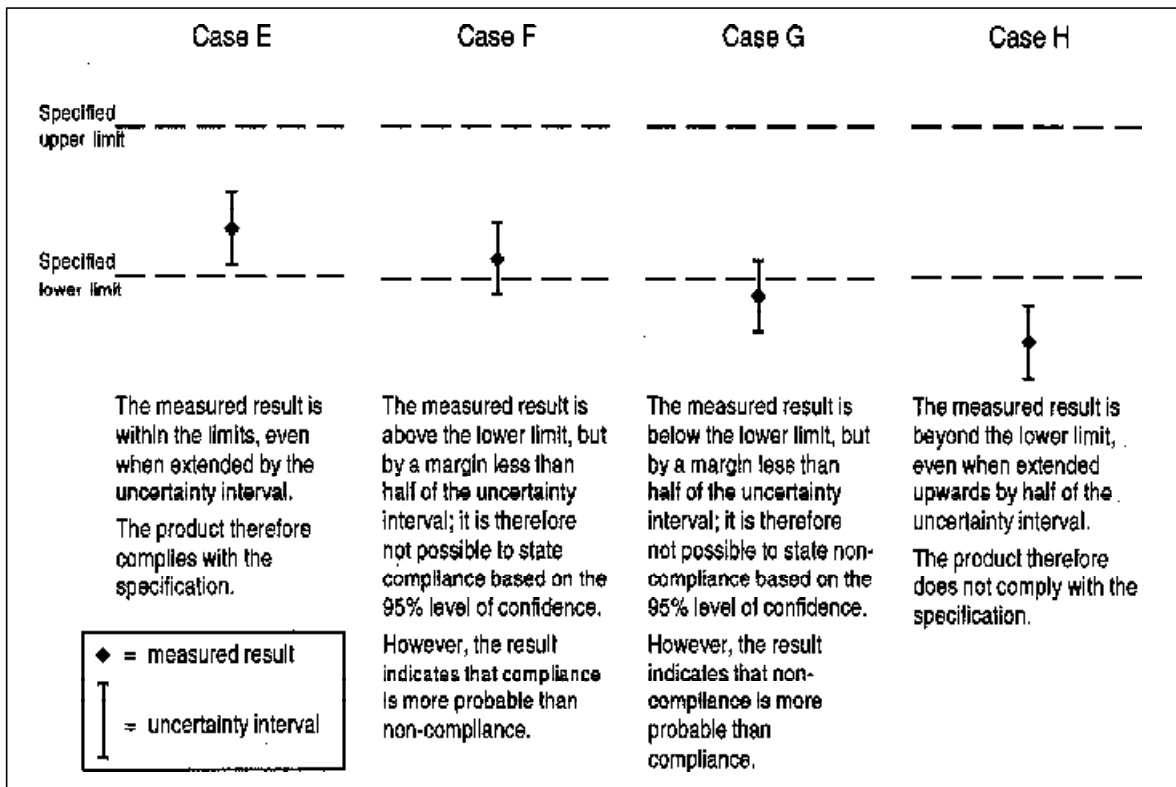 Case E
Case F
Case G
Case H
Specified
upper limit
Specified
lower limit
The measured result is
within the limits, even
when extended by the
uncertainty interval.
The product therefore
complies with the
specification.
The measured result is
above the lower limit, but
by a margin less than
half of the uncertainty
interval; it is therefore
not possible to state
compliance based on the
95% level of confidence.
However, the result
indicates that compliance
is more probable than
non-compliance.
The measured result is
below the lower limit, but
by a margin less than
half of the uncertainty
interval; it is therefore
not possible to state non-
compliance based on the
95% level of confidence.
However, the result
indicates that non-
compliance is more
probable than
compliance.
The measured result is
beyond the lower limit,
even when extended
upwards by half of the
uncertainty interval.
The product therefore
does not comply with the
specification.
= measured result
= uncertainty interval